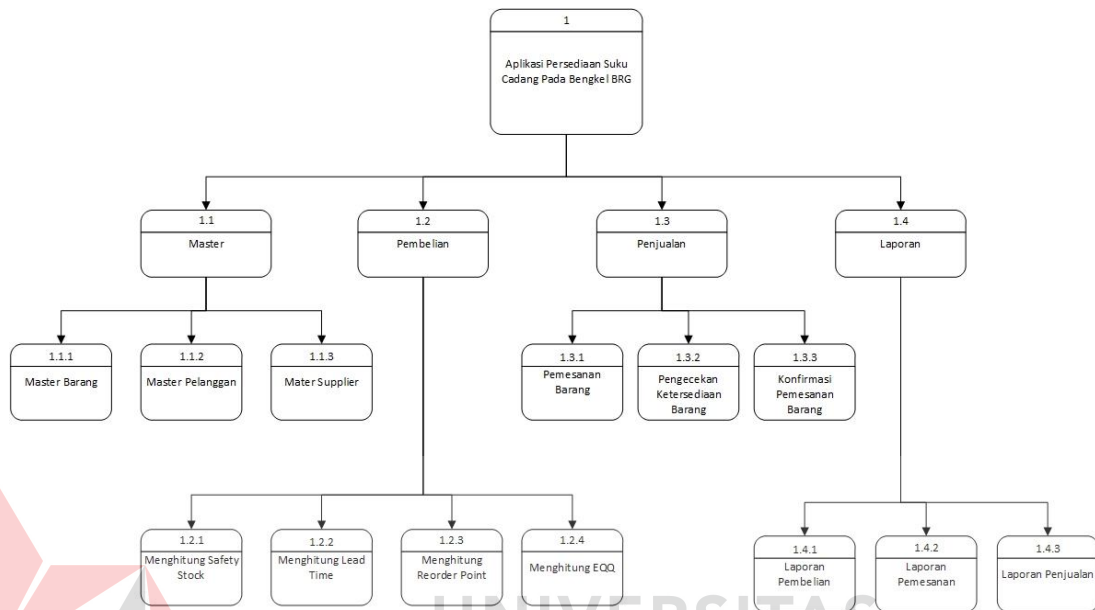 1
Aplikasi Persediaan Suku
Cadang Pada Bengkel BRG
1.1
Master
1.2
Pembelian
1.3
Penjualan
1.4
Laporan
1.1.1
Master Barang
1.1.2
Master Pelanggan
1.1.3
Mater Supplier
1.3.1
Pemesanan
Barang
1.3.2
Pengecekan
Ketersediaan
Barang
1.3.3
Konfirmasi
Pemesanan
Barang
1.2.1
Menghitung Safety
Stock
1.2.2
Menghitung Lead
Time
1.2.3
Menghitung
Reorder Point
1.2.4
Menghitung EQQ
1.4.1
Laporan
Pembelian
1.4.2
Laporan
Pemesanan
1.4.3
Laporan Penjualan
UNIVERSITAS